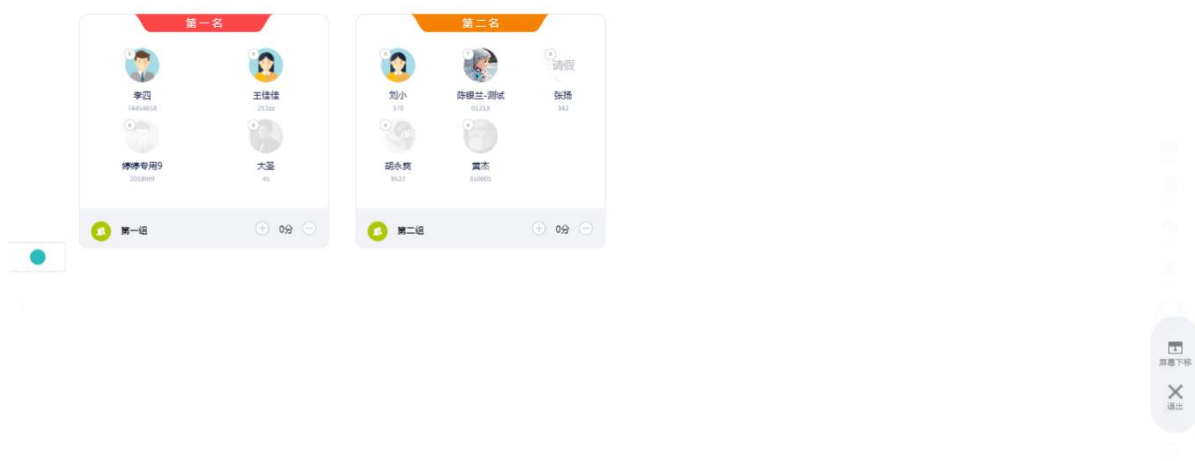 第一名
第二名
请假
李四
王佳佳
刘小
陈银兰-测试
张扬
74454658
213zz
370
01213
342
婷婷专用9
大圣
胡永爽
黄杰
2018H9
45
9527
350001
第一组
0分
第二组
0分
屏幕下移
退出